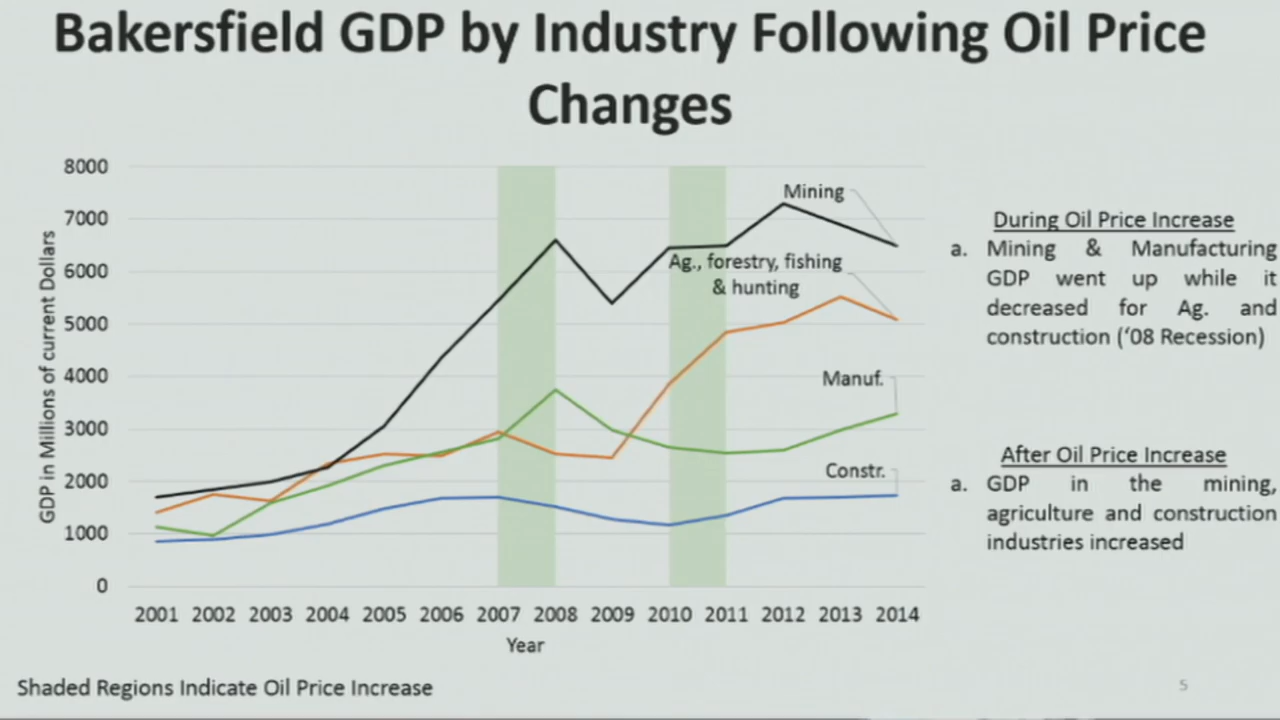 Bakersfield GDP by Industry Following Oil Price
Changes
8000
7000
6000
5000
4000
3000
2000
1000
0
GDP in Millions of current Dollars
Mining
Ag., forestry, fishing
& hunting
Manuf.
Constr.
2001 2002 2003 2004 2005 2006 2007 2008 2009 2010 2011 2012 2013 2014
Year
During Oil Price Increase
a. Mining & Manufacturing
GDP went up while it
decreased for Ag. and
construction (‘08 Recession)
After Oil Price Increase
a. GDP in the mining,
agriculture and construction
industries increased
Shaded Regions Indicate Oil Price Increase
5